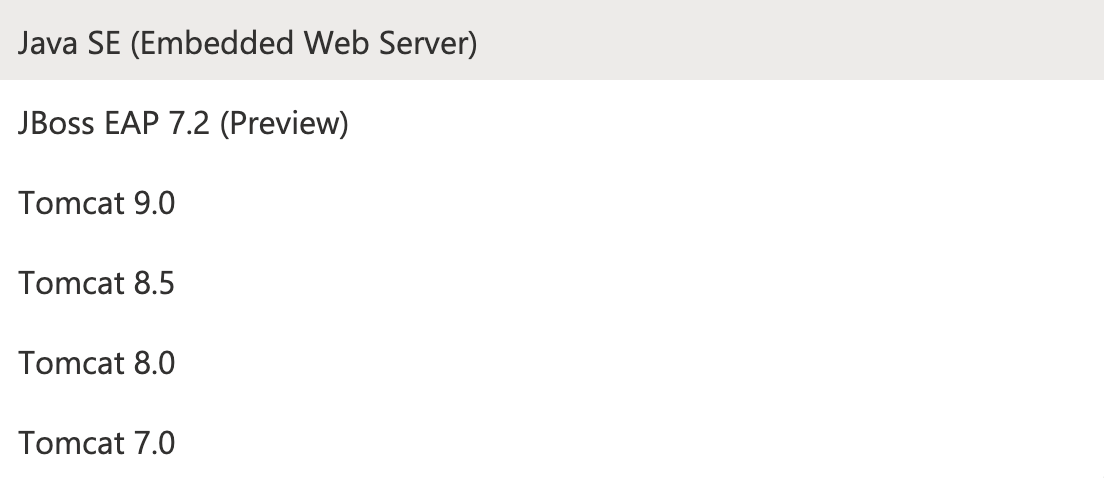 Java SE (Embedded Web Server)
JBoss EAP 7.2 (Preview)
Tomcat 9.0
Tomcat 8.5
Tomcat 8.0
Tomcat 7.0